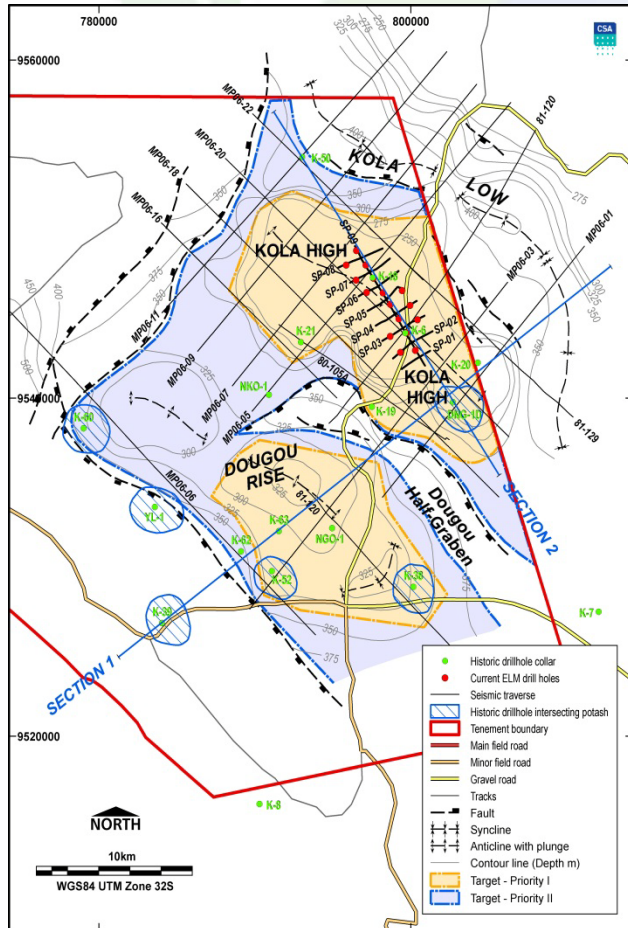 780000
800000
CSA
9560000
MP06-22
81-120
K-50
KOLA
LOW
MP06-20
MP06-18
MP06-16
MP06-01
MP06-03
KOLA HIGH
SP-09
SP-08
K-18
SP-07
SP-06
SP-05
SP-04
SP-03
SP-02
SP-01
K-6
MP06-11
K-21
MP06-09
MP06-07
MP06-05
80-1054
NKO-1
K-20
KOLA
HIGH
K-19
DNG-1D
81-129
K-60
DOUGOU
RISE
MP06-06
81-120
Dougou
Half-Graben
SECTION 2
YL-1
K-53
NGO-1
K-62
K-52
K-38
K-39
K-7
SECTION 1
9520000
K-8
NORTH
10km
WGS84 UTM Zone 32S
Historic drillhole collar
Current ELM drill holes
Seismic traverse
Historic drillhole intersecting potash
Tenement boundary
Main field road
Minor field road
Gravel road
Tracks
Fault
Syncline
Anticline with plunge
Contour line (Depth m)
Target - Priority I
Target - Priority II